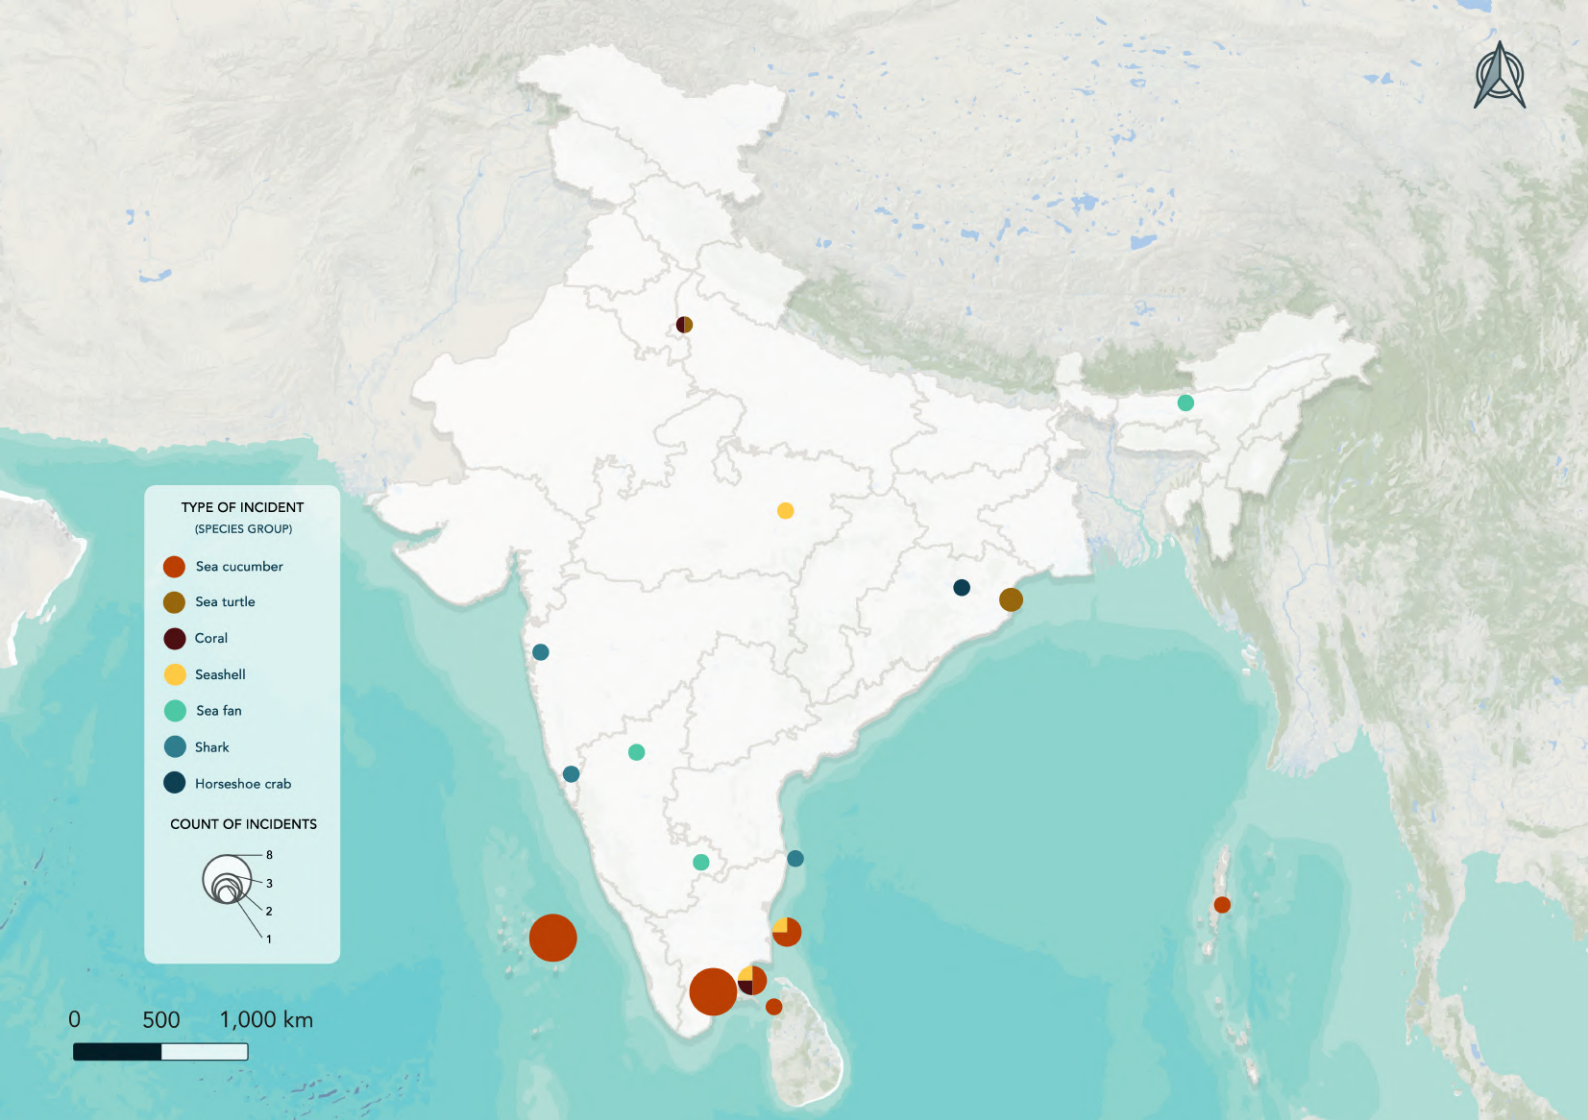 TYPE OF INCIDENT
(SPECIES GROUP)
Sea cucumber
Sea turtle
Coral
Seashell
Sea fan
Shark
Horseshoe crab
COUNT OF INCIDENTS
8
3
2
1
0 500 1,000 km